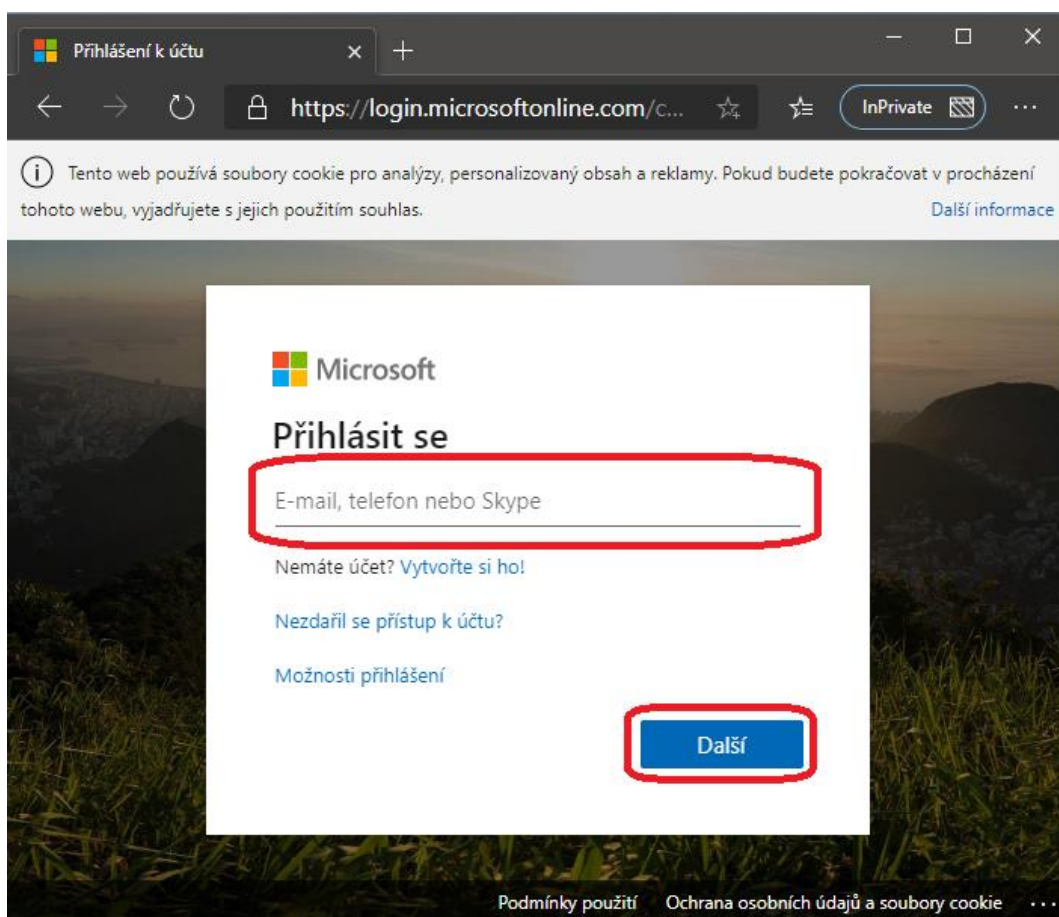 Přihlášení k účtu
https://login.microsoftonline.com/c...
InPrivate
Tento web používá soubory cookie pro analýzy, personalizovaný obsah a reklamy. Pokud budete pokračovat v procházení
tohoto webu, vyjadřujete s jejich použitím souhlas.
Další informace
Microsoft
Přihlásit se
E-mail, telefon nebo Skype
Nemáte účet? Vytvořte si ho!
Nezdařil se přístup k účtu?
Možnosti přihlášení
Další
Podmínky použití Ochrana osobních údajů a soubory cookie ...